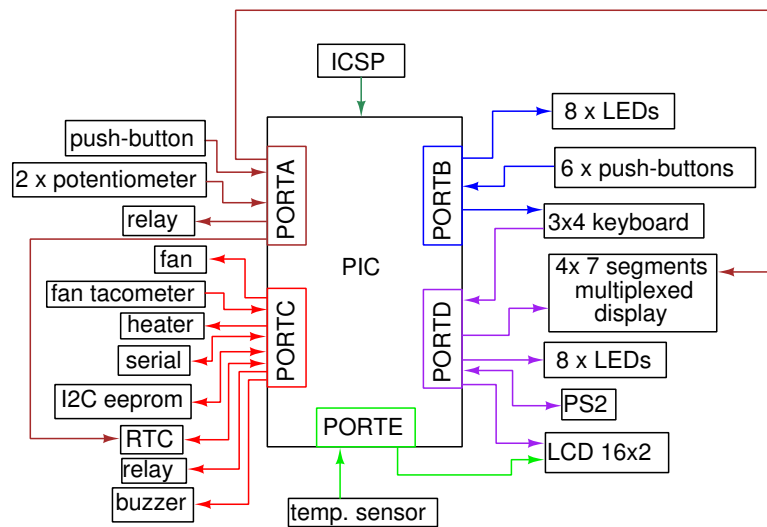 ICSP
8 x LEDs
push-button
6 x push-buttons
2 x potentiometer
PORTA
PORTB
relay
3x4 keyboard
PIC
fan
4x 7 segments
multiplexed
display
fan tacometer
PORTC
PORTD
heater
serial
8 x LEDs
I2C eeprom
PS2
PORTE
RTC
LCD 16x2
relay
buzzer
temp. sensor